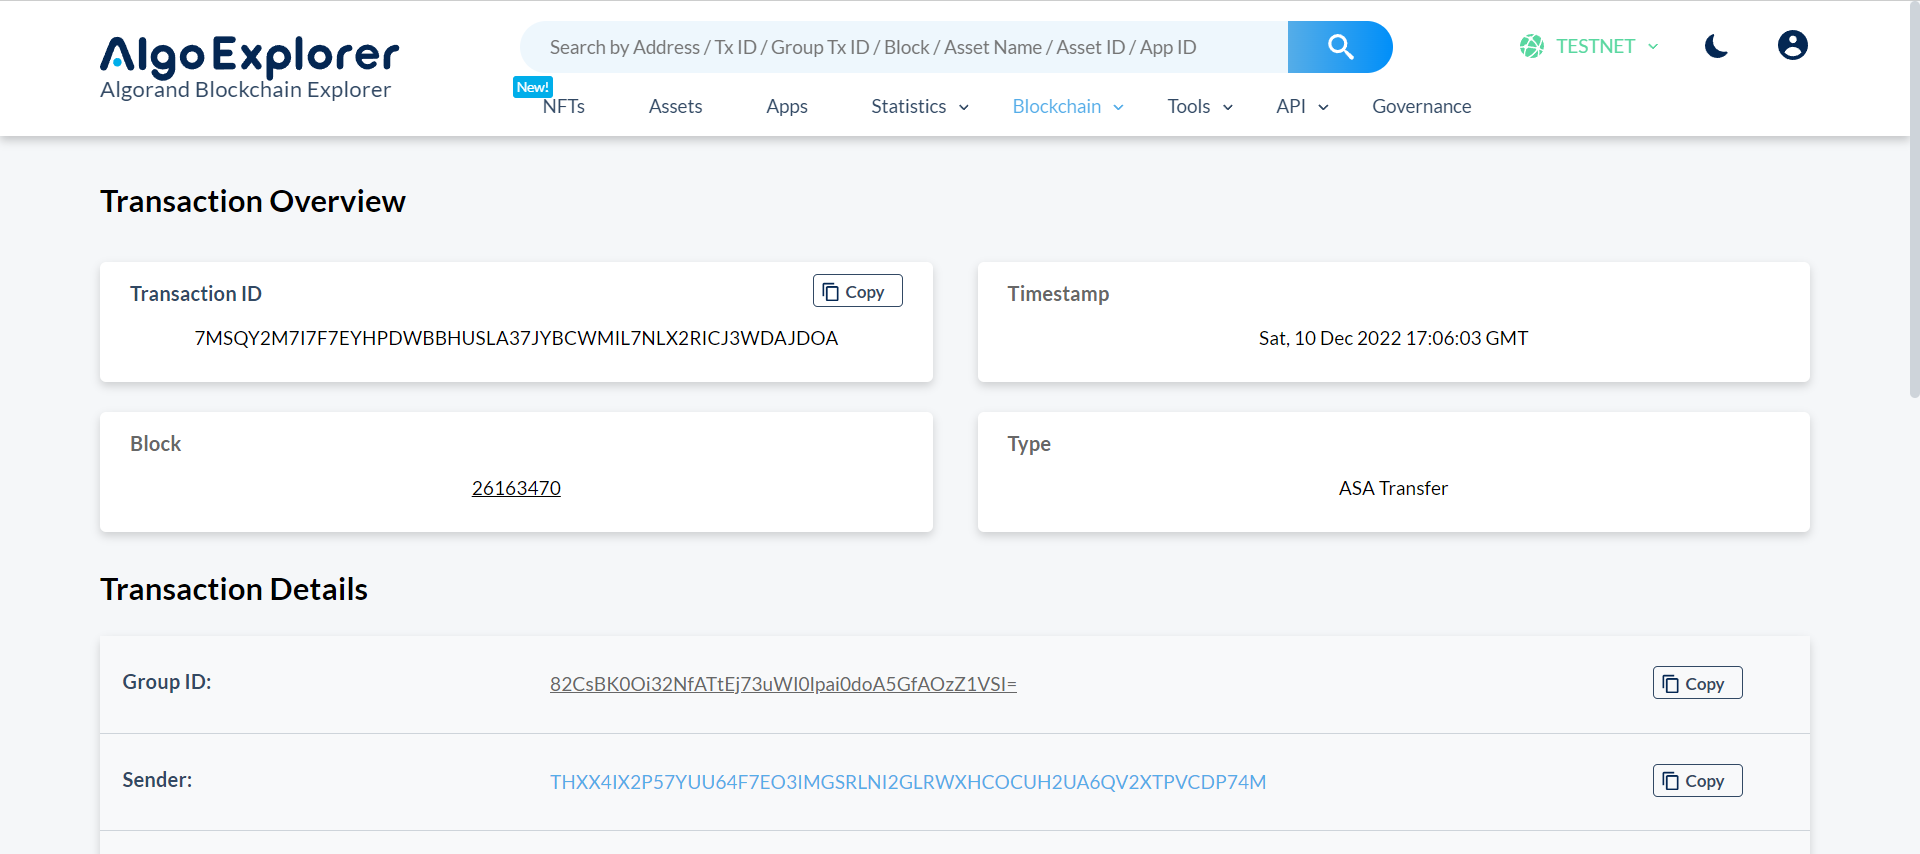 AlgoExplorer
Algorand Blockchain Explorer
Search by Address / Tx ID / Group Tx ID / Block / Asset Name / Asset ID / App ID
TESTNET
New!
NFTs Assets Apps Statistics Blockchain Tools API Governance
Transaction Overview
Transaction ID
Copy
7MSQY2M7I7F7EYHPDWBBHUSLA37JYBCWMIL7NLX2RICJ3WDAJDOA
Timestamp
Sat, 10 Dec 2022 17:06:03 GMT
Block
26163470
Type
ASA Transfer
Transaction Details
Group ID:
82CsBK0Oi32NfATtEj73uWI0Ipai0doA5GfAOzZ1VSI=
Copy
Sender:
THXX4IX2P57YUU64F7EO3IMGSRLNI2GLRWXHCOCUH2UA6QV2XTPVCDP74M
Copy